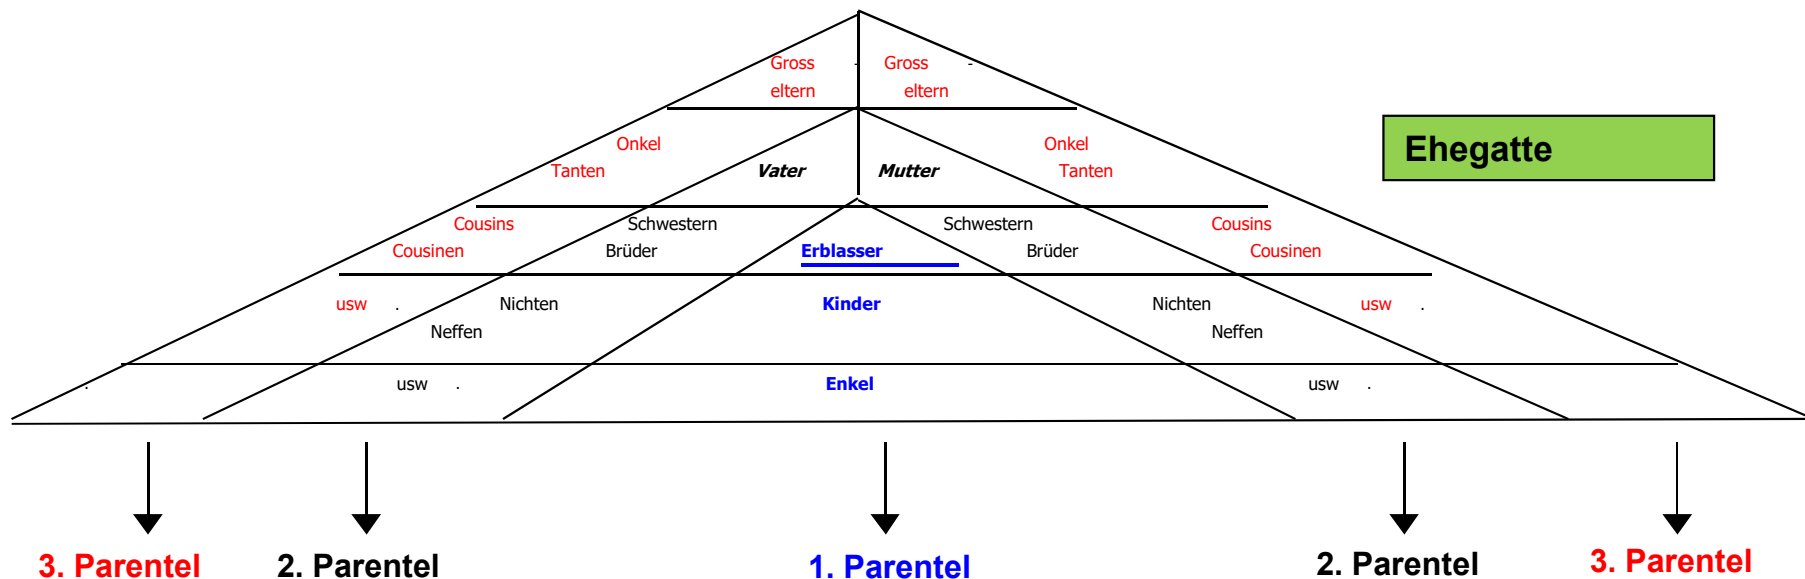 Gross - Gross -
eltern eltern
Onkel Onkel Ehegatte
Tanten Vater Mutter Tanten
Cousins Schwestern Schwestern Cousins
Cousinen Brüder Erblasser Brüder Cousinen
usw . Nichten Kinder Nichten usw .
Neffen Neffen
. usw . Enkel usw .
3. Parentel 2. Parentel 1. Parentel 2. Parentel 3. Parentel